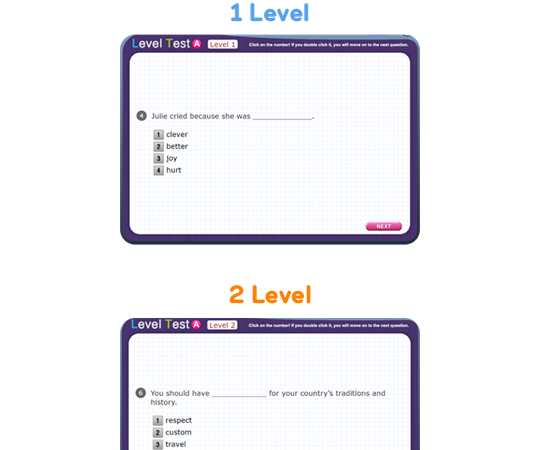 1 Level
Level Test A Level 1 Click on the number! If you double click it, you will move on to the next question.
4 Julie cried because she was ______________.
1 clever
2 better
3 joy
4 hurt
NEXT
2 Level
Level Test A Level 2 Click on the number! If you double click it, you will move on to the next question.
6 You should have _____________ for your country's traditions and
history.
1 respect
2 custom
3 travel